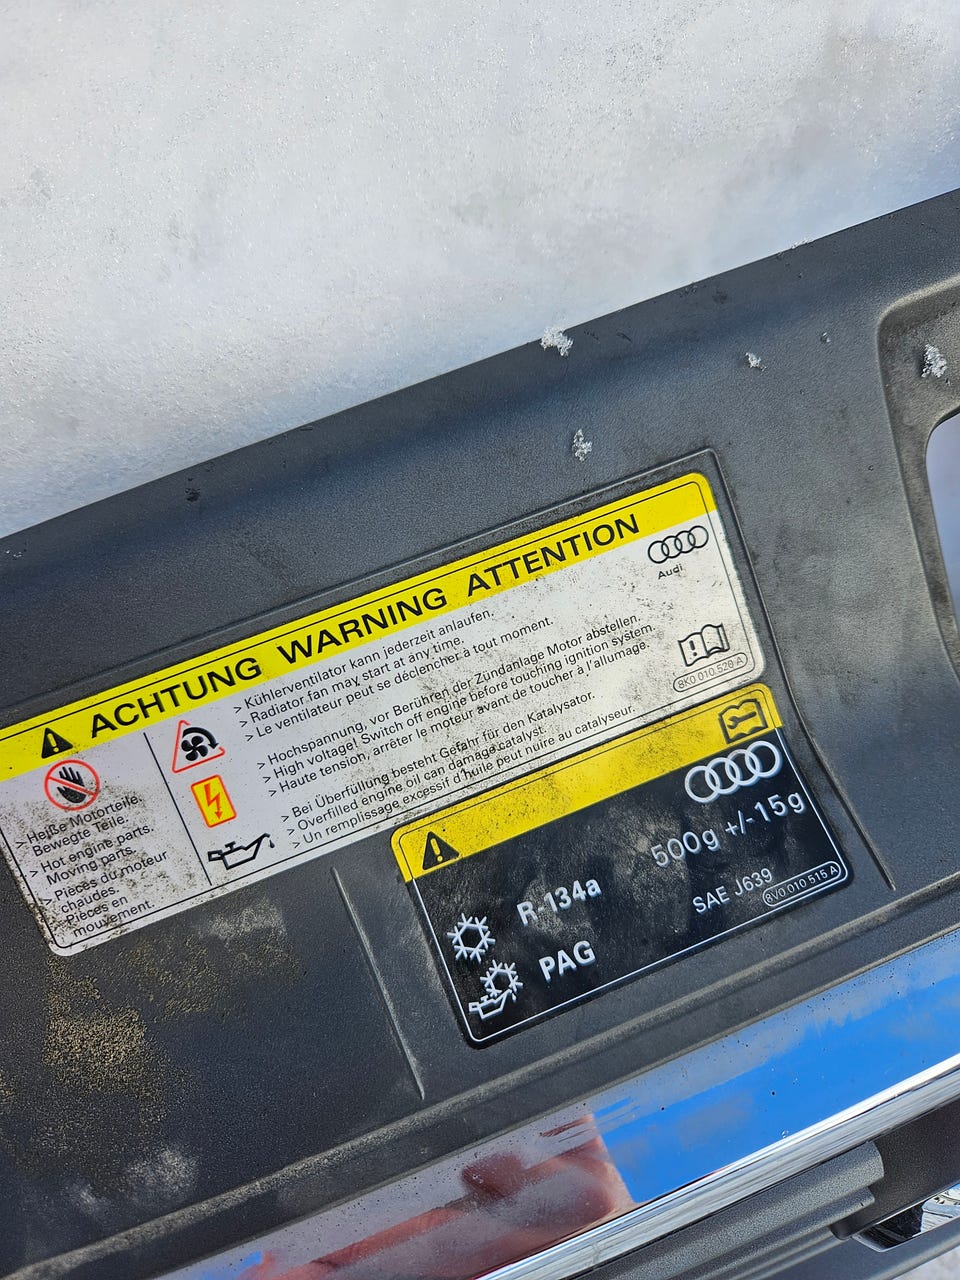 ACHTUNG WARNING ATTENTION
Audi
> Kühlerventilator kann jederzeit anlaufen.
> Radiator fan may start at any time.
> Le ventilateur peut se déclencher à tout moment.
> Hochspannung, vor Berühren der Zündanlage Motor abstellen.
> High voltage! Switch off engine before touching ignition system.
> Haute tension, arrêter le moteur avant de toucher à l'allumage.
> Bei Überfüllung besteht Gefahr für den Katalysator.
> Overfilled engine oil can damage catalyst.
> Un remplissage excessif d'huile peut nuire au catalyseur.
8K0 010 520 A
> Heiße Motorteile.
Bewegte Teile.
> Hot engine parts.
Moving parts.
> Pièces du moteur
chaudes.
Pièces en
mouvement.
R-134a 500g +/-15g
PAG SAE J639
8V0 010 515 A